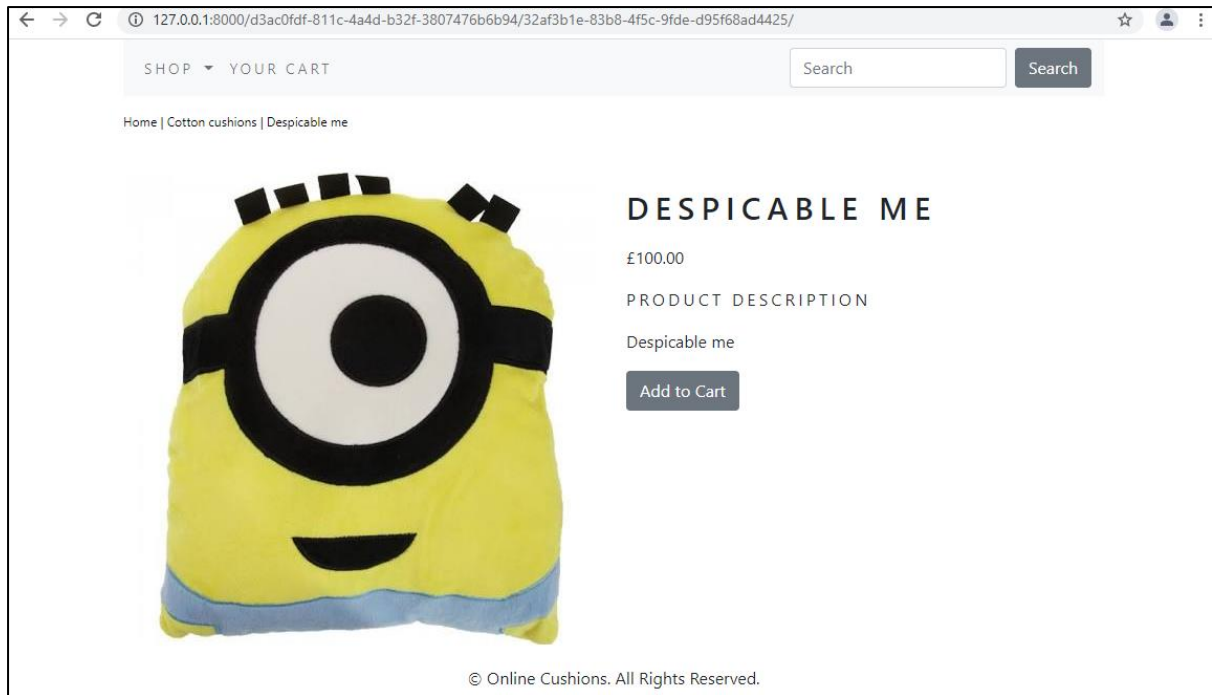 127.0.0.1:8000/d3ac0fdf-811c-4a4d-b32f-3807476b6b94/32af3b1e-83b8-4f5c-9fde-d95f68ad4425/
SHOP YOUR CART Search Search
Home | Cotton cushions | Despicable me
DESPICABLE ME
£100.00
PRODUCT DESCRIPTION
Despicable me
Add to Cart
© Online Cushions. All Rights Reserved.